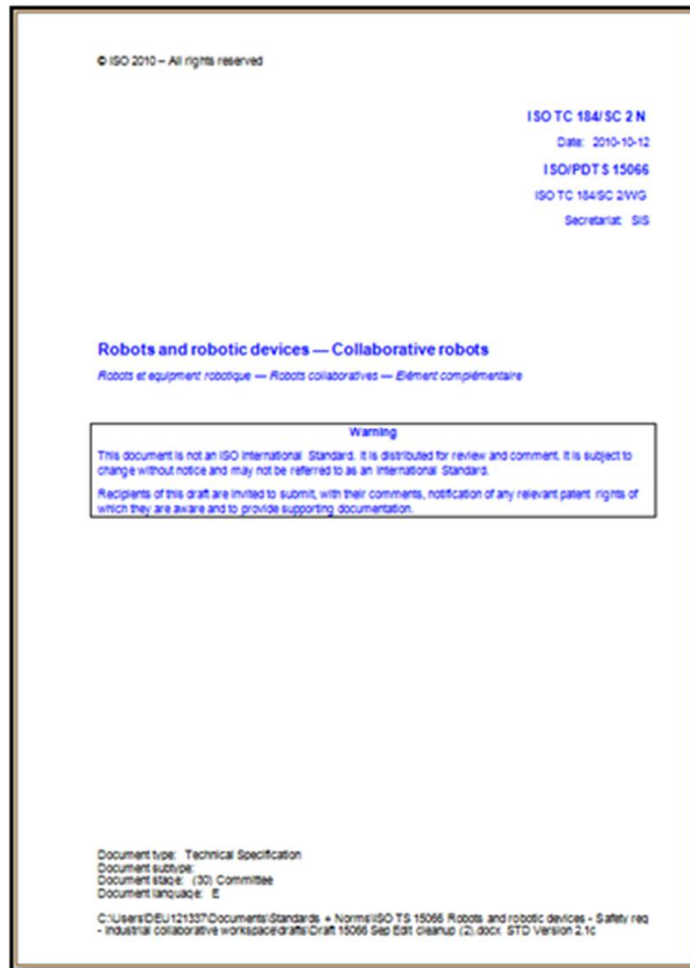 © ISO 2010 – All rights reserved
ISO TC 184/SC 2 N
Date: 2010-10-12
ISO/PDTS 15066
ISO TC 184/SC 2/WG
Secretariat: SIS
Robots and robotic devices — Collaborative robots
Robots et equipment robotique — Robots collaboratives — Elément complémentaire
Warning
This document is not an ISO International Standard. It is distributed for review and comment. It is subject to
change without notice and may not be referred to as an International Standard.
Recipients of this draft are invited to submit, with their comments, notification of any relevant patent rights of
which they are aware and to provide supporting documentation.
Document type: Technical Specification
Document subtype:
Document stage: (30) Committee
Document language: E
C:\Users\DEU121337\Documents\Standards + Norms\ISO TS 15066 Robots and robotic devices - Safety req
- Industrial collaborative workspace\drafts\Draft 15066 Sep Edit cleanup (2).docx STD Version 2.1c